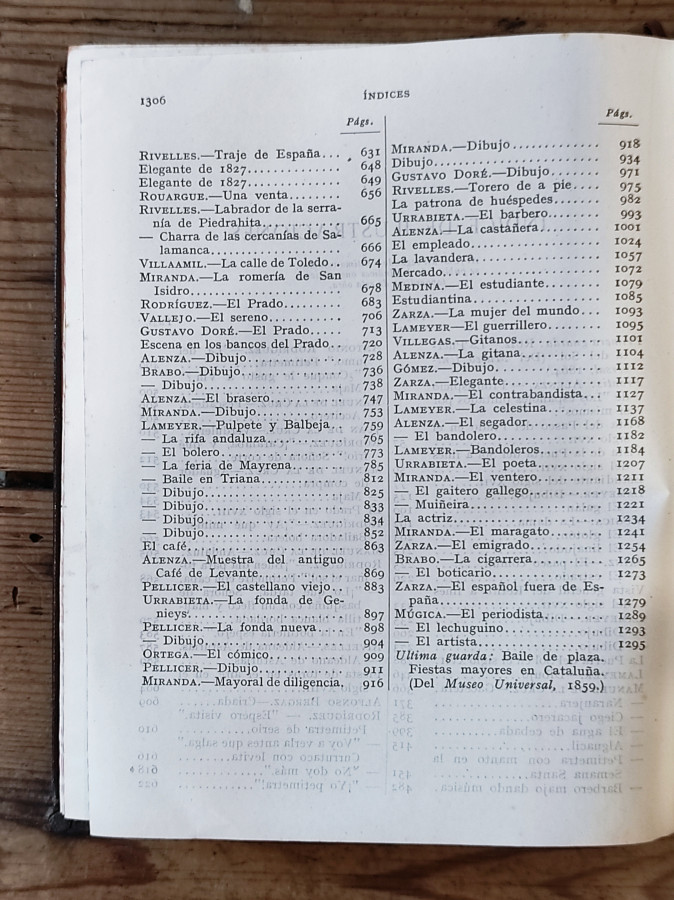 1306
ÍNDICES
Págs.
RIVELLES.—Traje de España... 631
Elegante de 1827.............. 648
Elegante de 1827.............. 649
ROUARGUE.—Una venta........ 656
RIVELLES.—Labrador de la serra-
nía de Piedrahita............ 665
— Charra de las cercanías de Sa-
lamanca.................... 666
VILLAAMIL.—La calle de Toledo.. 674
MIRANDA.—La romería de San
Isidro...................... 678
RODRÍGUEZ.—El Prado......... 683
VALLEJO.—El sereno........... 706
GUSTAVO DORÉ.—El Prado..... 713
Escena en los bancos del Prado.. 720
ALENZA.—Dibujo.............. 728
BRABO.—Dibujo............... 736
— Dibujo.................... 738
ALENZA.—El brasero........... 747
MIRANDA.—Dibujo............. 753
LAMEYER.—Pulpete y Balbeja... 759
— La rifa andaluza........... 765
— El bolero.................. 773
— La feria de Mayrena........ 785
— Baile en Triana............ 812
— Dibujo.................... 825
— Dibujo.................... 833
— Dibujo.................... 834
— Dibujo.................... 852
El café....................... 863
ALENZA.—Muestra del antiguo
Café de Levante............. 869
PELLICER.—El castellano viejo... 883
URRABIETA.—La fonda de Ge-
nieys....................... 897
PELLICER.—La fonda nueva.... 898
— Dibujo.................... 904
ORTEGA.—El cómico........... 909
PELLICER.—Dibujo............. 911
MIRANDA.—Mayoral de diligencia. 916
Págs.
MIRANDA.—Dibujo............. 918
Dibujo........................ 934
GUSTAVO DORÉ.—Dibujo....... 971
RIVELLES.—Torero de a pie.... 975
La patrona de huéspedes....... 982
URRABIETA.—El barbero....... 993
ALENZA.—La castañera......... 1001
El empleado................... 1024
La lavandera.................. 1057
Mercado....................... 1072
MEDINA.—El estudiante........ 1079
Estudiantina.................. 1085
ZARZA.—La mujer del mundo... 1093
LAMEYER—El guerrillero........ 1095
VILLEGAS.—Gitanos............ 1101
ALENZA.—La gitana............ 1104
GÓMEZ.—Dibujo............... 1112
ZARZA.—Elegante.............. 1117
MIRANDA.—El contrabandista... 1127
LAMEYER.—La celestina........ 1137
ALENZA.—El segador........... 1168
— El bandolero............... 1182
LAMEYER.—Bandoleros......... 1184
URRABIETA.—El poeta......... 1207
MIRANDA.—El ventero......... 1211
— El gaitero gallego.......... 1218
— Muiñeira.................. 1221
La actriz..................... 1234
MIRANDA.—El maragato........ 1241
ZARZA.—El emigrado.......... 1254
BRABO.—La cigarrera.......... 1265
— El boticario............... 1273
ZARZA.—El español fuera de Es-
paña....................... 1279
MÚGICA.—El periodista........ 1289
— El lechuguino.............. 1293
— El artista.................. 1295
Ultima guarda: Baile de plaza.
Fiestas mayores en Cataluña.
(Del Museo Universal, 1859.)